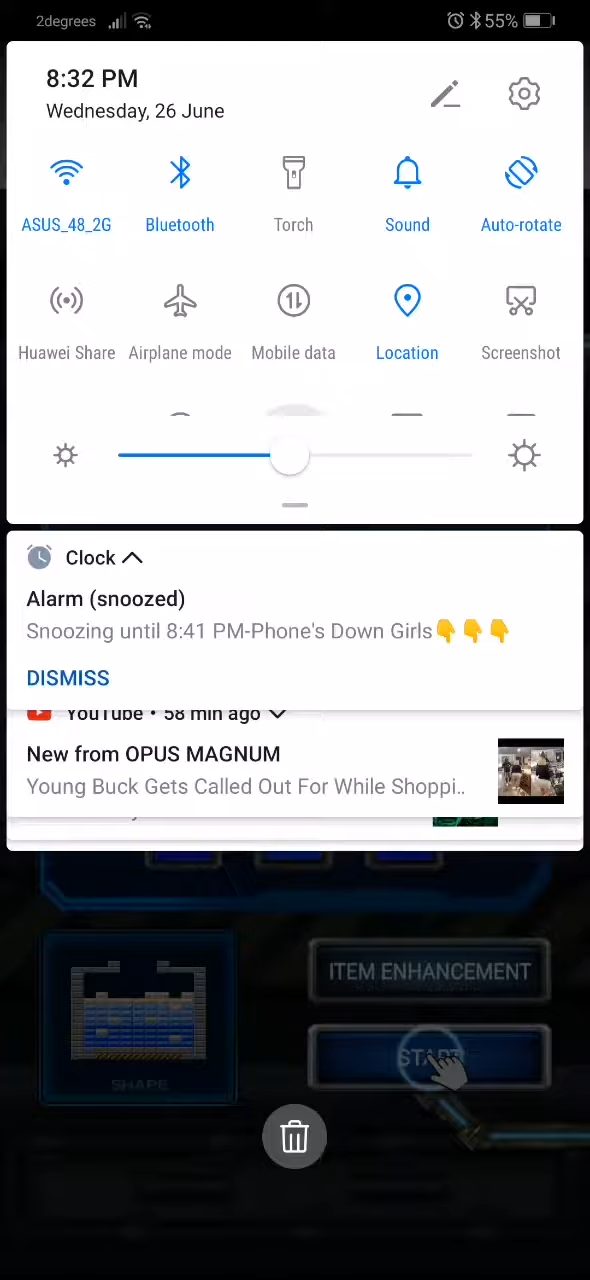 2degrees
55%
8:32 PM
Wednesday, 26 June
ASUS_48_2G
Bluetooth
Torch
Sound
Auto-rotate
Huawei Share
Airplane mode
Mobile data
Location
Screenshot
Clock
Alarm (snoozed)
Snoozing until 8:41 PM-Phone's Down Girls👇👇👇
DISMISS
YouTube • 58 min ago
New from OPUS MAGNUM
Young Buck Gets Called Out For While Shoppi..
ITEM ENHANCEMENT
START
SHAPE